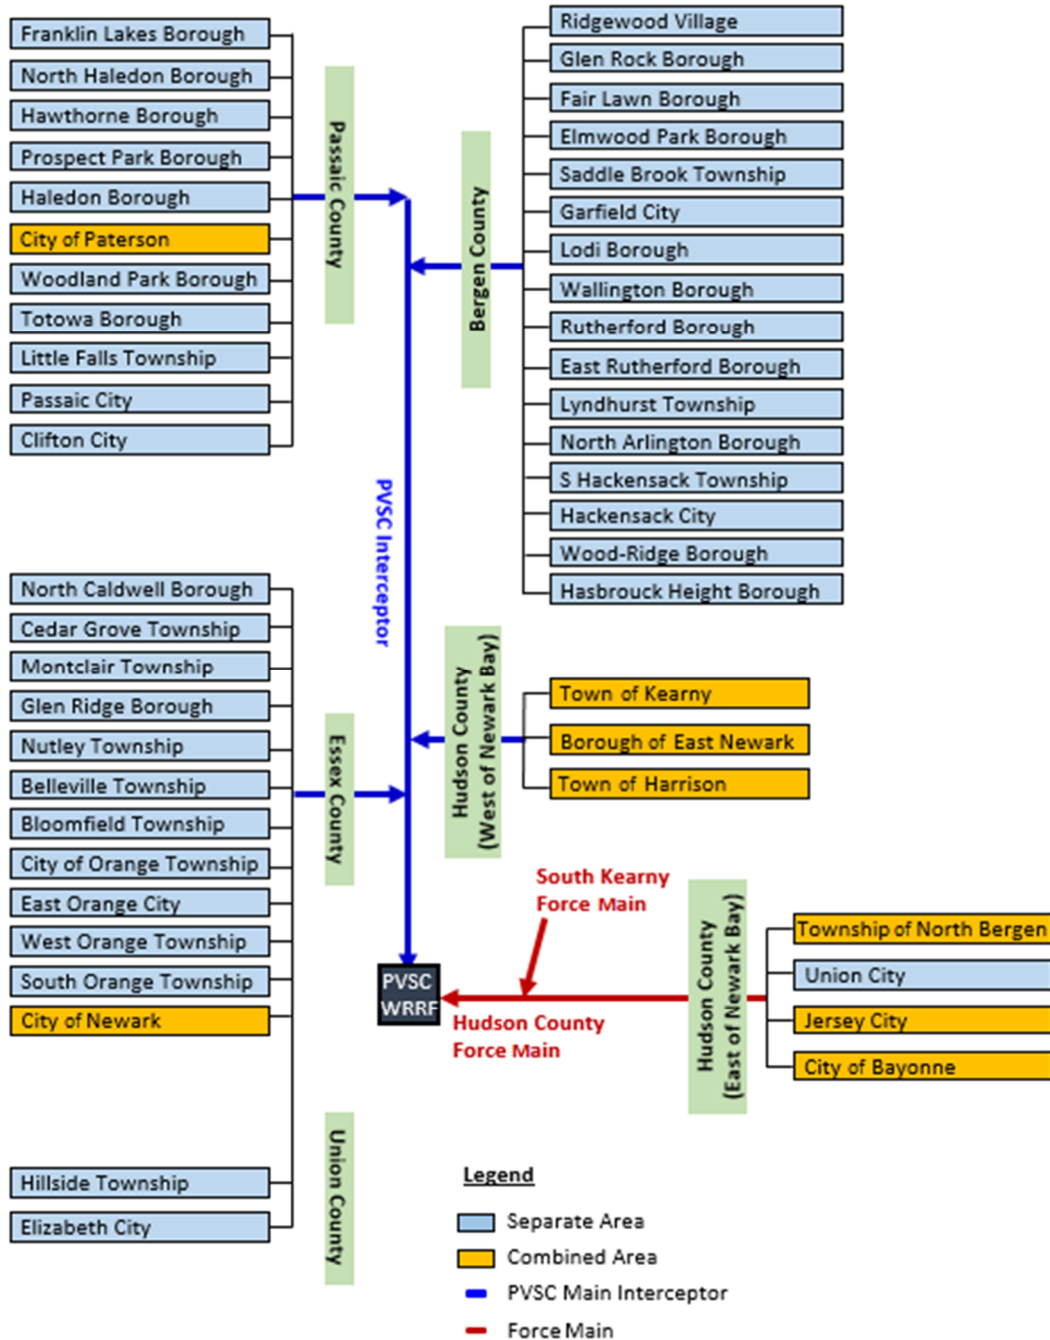 Franklin Lakes Borough
North Haledon Borough
Hawthorne Borough
Prospect Park Borough
Haledon Borough
City of Paterson
Woodland Park Borough
Totowa Borough
Little Falls Township
Passaic City
Clifton City
Passaic County
Bergen County
Ridgewood Village
Glen Rock Borough
Fair Lawn Borough
Elmwood Park Borough
Saddle Brook Township
Garfield City
Lodi Borough
Wallington Borough
Rutherford Borough
East Rutherford Borough
Lyndhurst Township
North Arlington Borough
S Hackensack Township
Hackensack City
Wood-Ridge Borough
Hasbrouck Height Borough
PVSC Interceptor
North Caldwell Borough
Cedar Grove Township
Montclair Township
Glen Ridge Borough
Nutley Township
Belleville Township
Bloomfield Township
City of Orange Township
East Orange City
West Orange Township
South Orange Township
City of Newark
Essex County
Hudson County
(West of Newark Bay)
Town of Kearny
Borough of East Newark
Town of Harrison
South Kearny
Force Main
PVSC
WRRF
Hudson County
Force Main
Hudson County
(East of Newark Bay)
Township of North Bergen
Union City
Jersey City
City of Bayonne
Hillside Township
Elizabeth City
Union County
Legend
Separate Area
Combined Area
PVSC Main Interceptor
Force Main